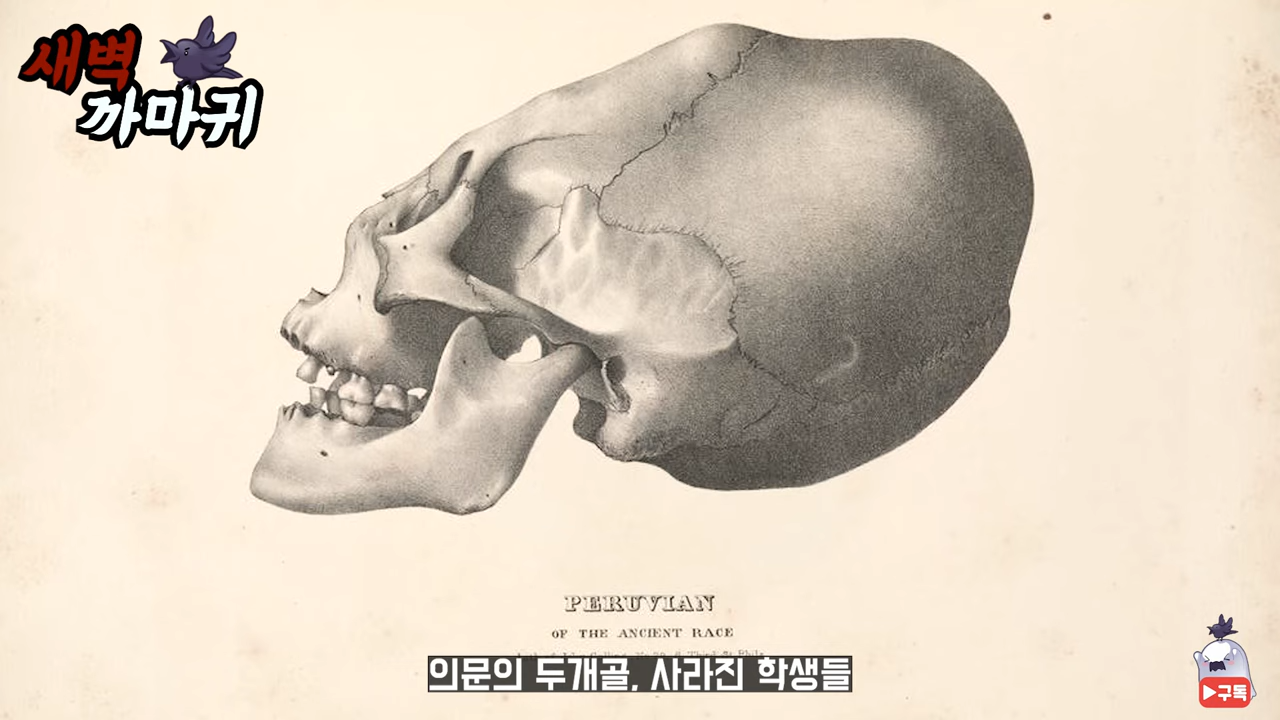 새벽
까마귀
PERUVIAN
OF THE ANCIENT RACE
의문의 두개골, 사라진 학생들
구독